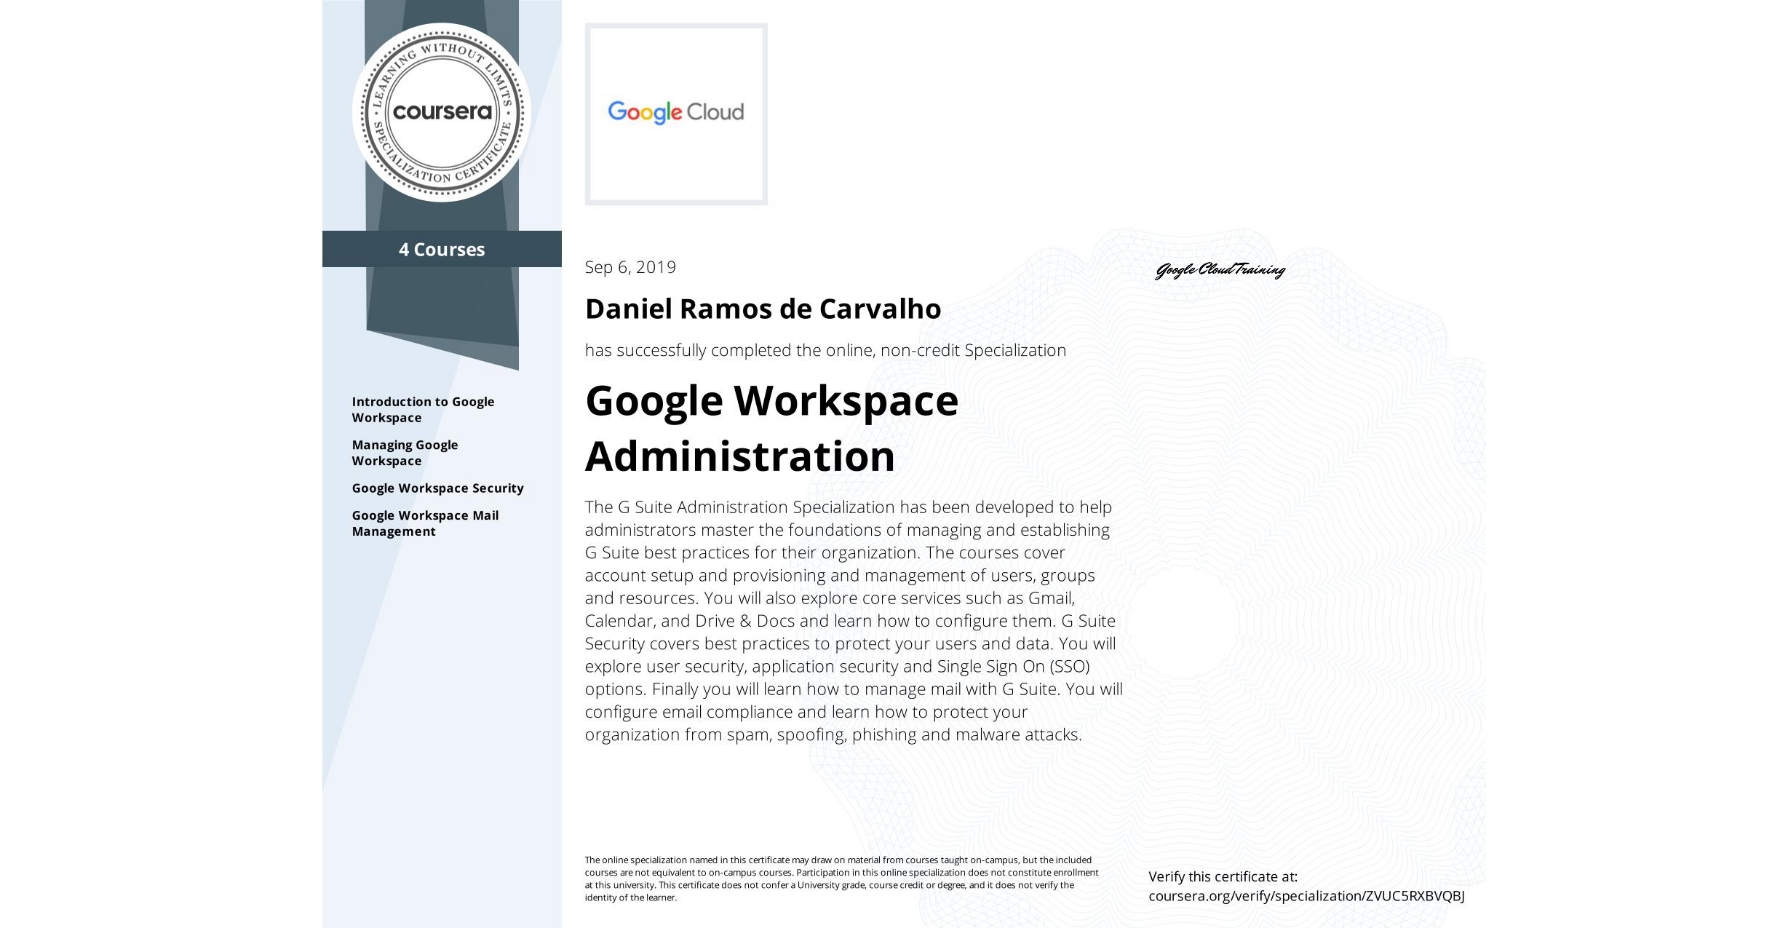 LEARNING WITHOUT LIMITS
coursera
SPECIALIZATION CERTIFICATE
4 Courses
Introduction to Google
Workspace
Managing Google
Workspace
Google Workspace Security
Google Workspace Mail
Management
Google Cloud
Sep 6, 2019
Daniel Ramos de Carvalho
has successfully completed the online, non-credit Specialization
Google Workspace
Administration
The G Suite Administration Specialization has been developed to help
administrators master the foundations of managing and establishing
G Suite best practices for their organization. The courses cover
account setup and provisioning and management of users, groups
and resources. You will also explore core services such as Gmail,
Calendar, and Drive & Docs and learn how to configure them. G Suite
Security covers best practices to protect your users and data. You will
explore user security, application security and Single Sign On (SSO)
options. Finally you will learn how to manage mail with G Suite. You will
configure email compliance and learn how to protect your
organization from spam, spoofing, phishing and malware attacks.
Google Cloud Training
The online specialization named in this certificate may draw on material from courses taught on-campus, but the included
courses are not equivalent to on-campus courses. Participation in this online specialization does not constitute enrollment
at this university. This certificate does not confer a University grade, course credit or degree, and it does not verify the
identity of the learner.
Verify this certificate at:
coursera.org/verify/specialization/ZVUC5RXBVQBJ